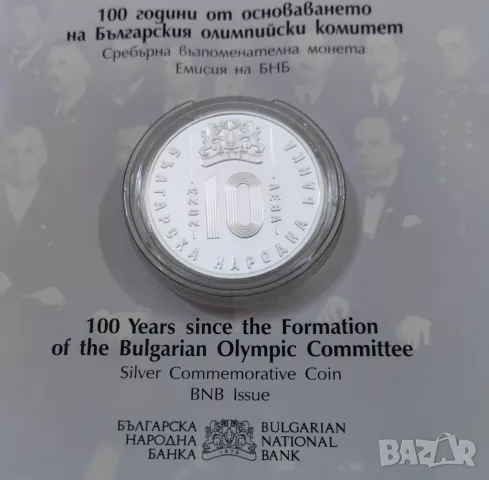 100 години от основаването
на Българския олимпийски комитет
Сребърна възпоменателна монета
Емисия на БНБ
БЪЛГАРСКА НАРОДНА БАНКА
2023
10
ЛЕВА
100 Years since the Formation
of the Bulgarian Olympic Committee
Silver Commemorative Coin
BNB Issue
БЪЛГАРСКА
НАРОДНА
БАНКА
1879
BULGARIAN
NATIONAL
BANK
BAZAR